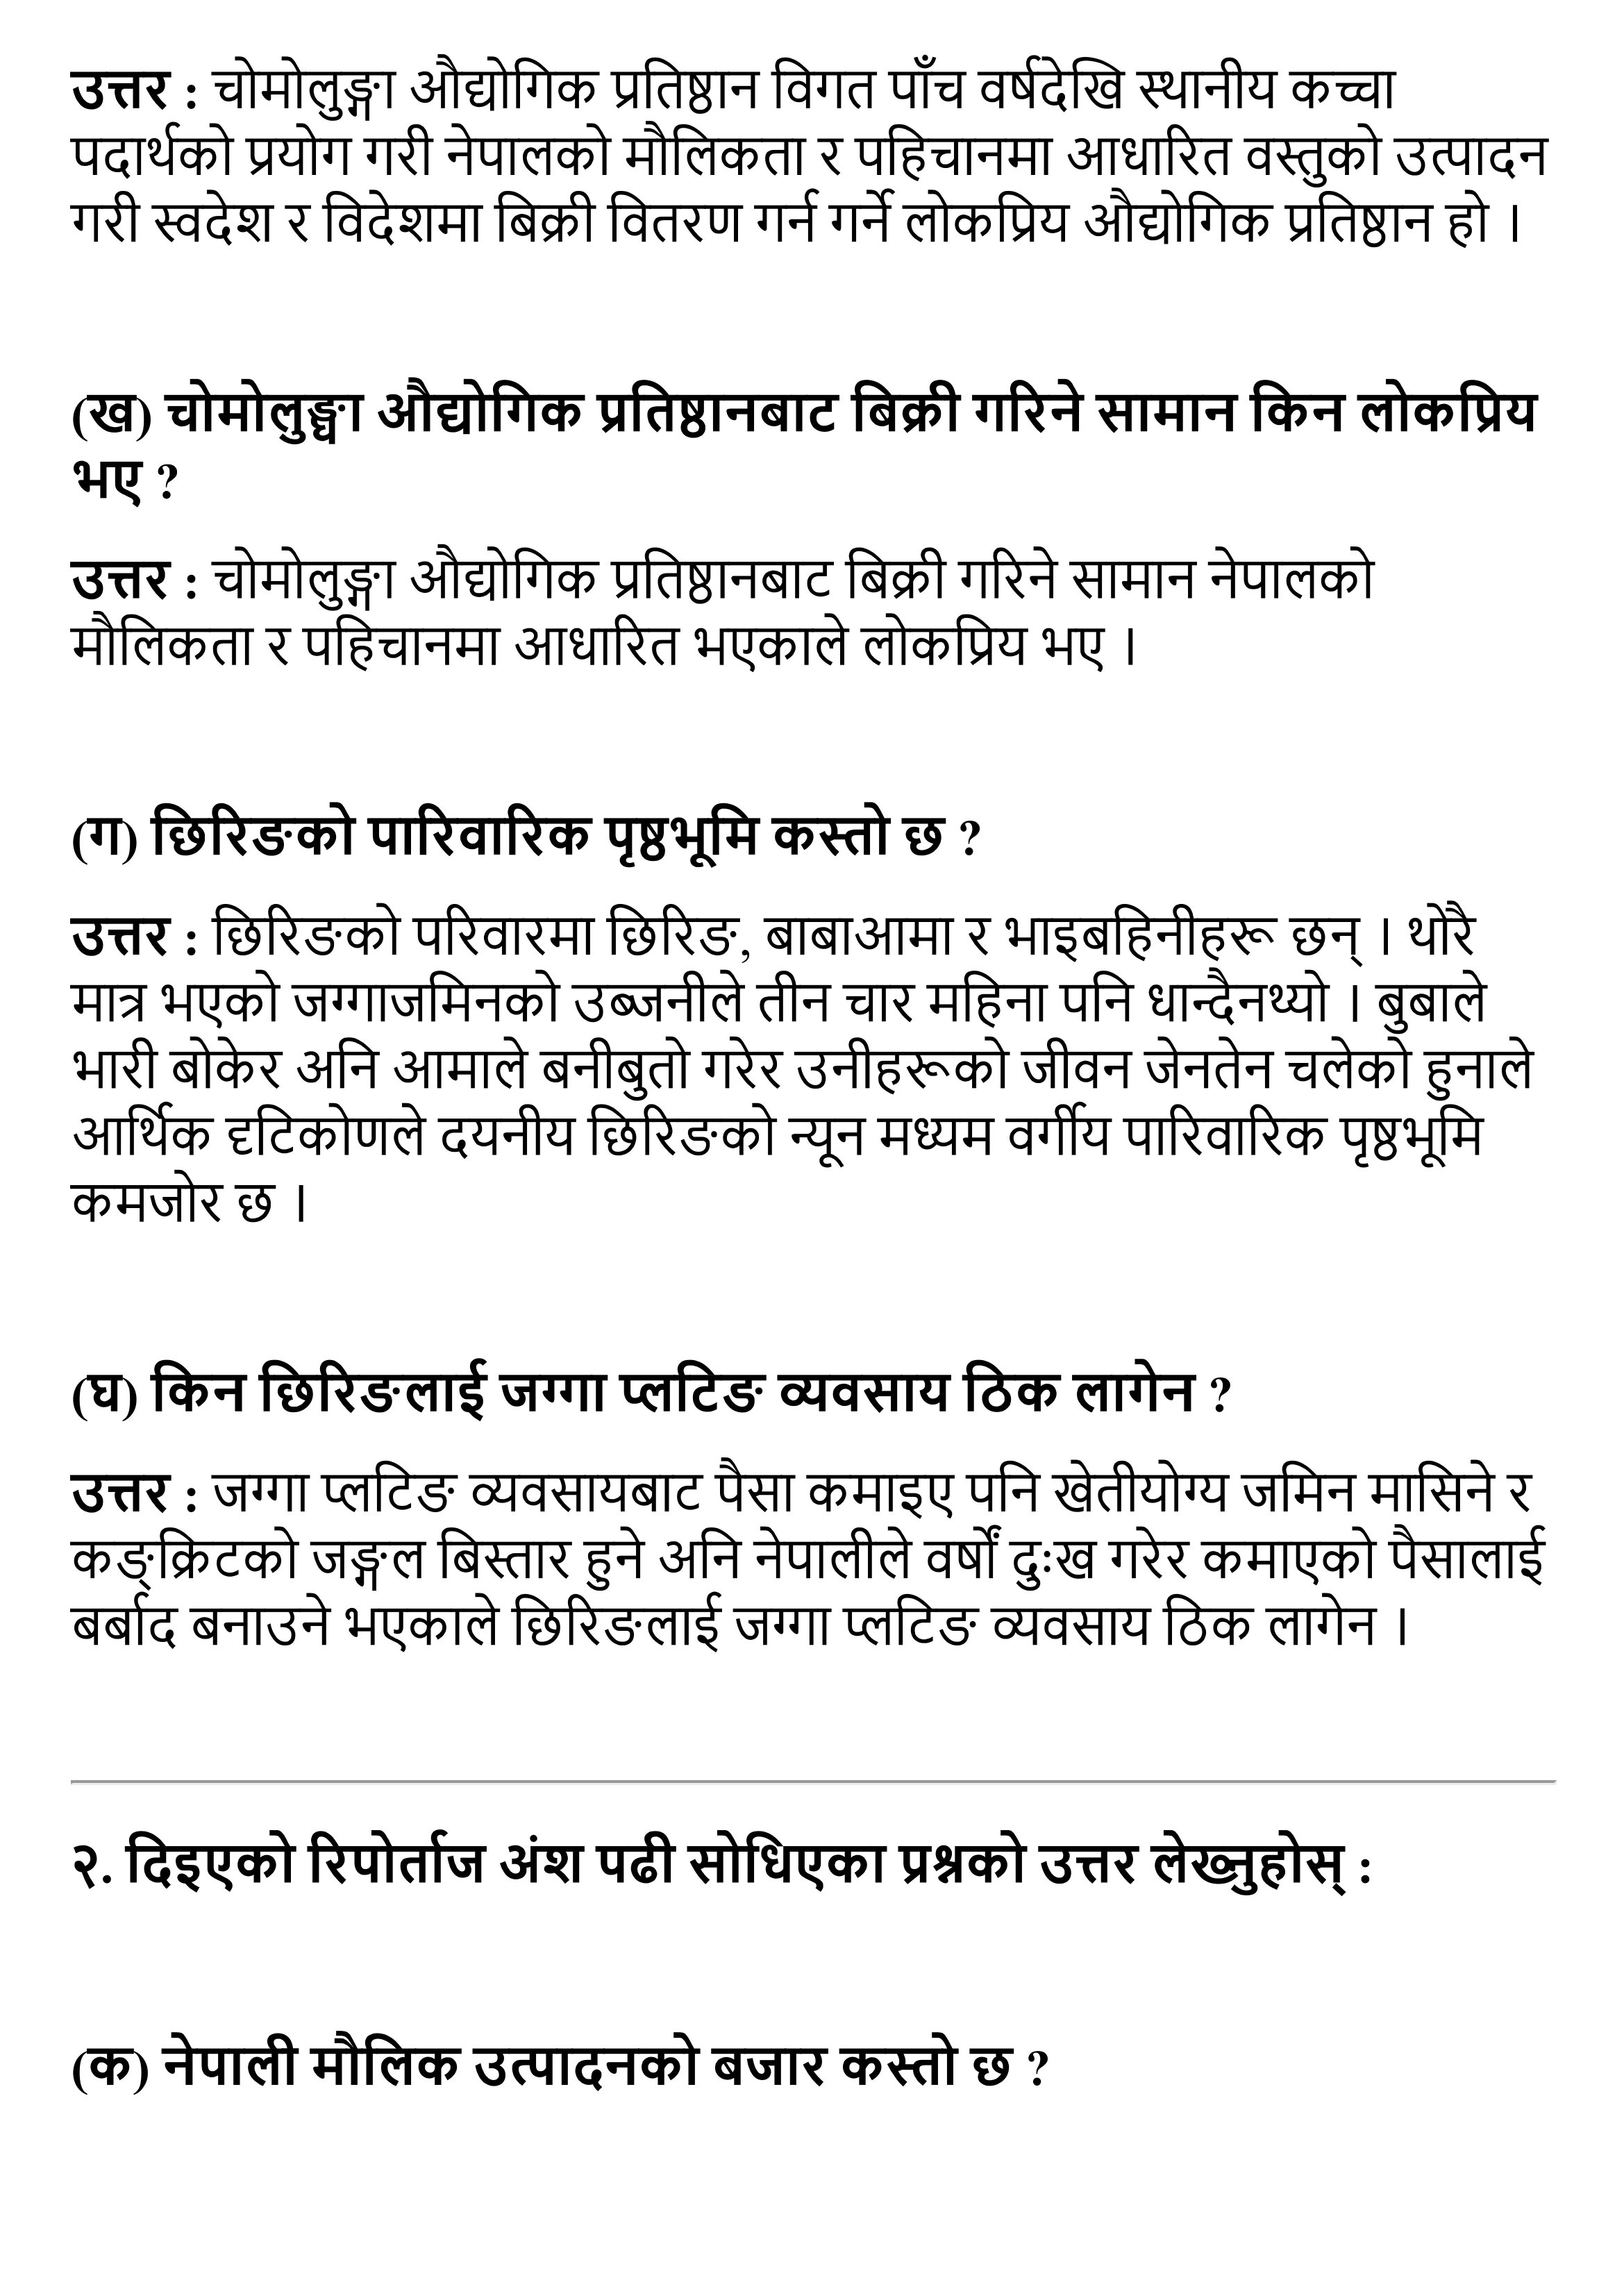 उत्तर : चोमोलुङ्मा औद्योगिक प्रतिष्ठान विगत पाँच वर्षदेखि स्थानीय कच्चा
पदार्थको प्रयोग गरी नेपालको मौलिकता र पहिचानमा आधारित वस्तुको उत्पादन
गरी स्वदेश र विदेशमा बिक्री वितरण गर्न गर्ने लोकप्रिय औद्योगिक प्रतिष्ठान हो ।
(ख) चोमोलुङ्मा औद्योगिक प्रतिष्ठानबाट बिक्री गरिने सामान किन लोकप्रिय
भए ?
उत्तर : चोमोलुङ्मा औद्योगिक प्रतिष्ठानबाट बिक्री गरिने सामान नेपालको
मौलिकता र पहिचानमा आधारित भएकाले लोकप्रिय भए ।
(ग) छिरिङको पारिवारिक पृष्ठभूमि कस्तो छ ?
उत्तर : छिरिङको परिवारमा छिरिङ, बाबाआमा र भाइबहिनीहरू छन् । थोरै
मात्र भएको जग्गाजमिनको उब्जनीले तीन चार महिना पनि धान्दैनथ्यो । बुबाले
भारी बोकेर अनि आमाले बनीबुतो गरेर उनीहरूको जीवन जेनतेन चलेको हुनाले
आर्थिक दृटिकोणले दयनीय छिरिङको न्यून मध्यम वर्गीय पारिवारिक पृष्ठभूमि
कमजोर छ ।
(घ) किन छिरिङलाई जग्गा प्लटिङ व्यवसाय ठिक लागेन ?
उत्तर : जग्गा प्लटिङ व्यवसायबाट पैसा कमाइए पनि खेतीयोग्य जमिन मासिने र
कङ्क्रिटको जङ्गल बिस्तार हुने अनि नेपालीले वर्षौं दुःख गरेर कमाएको पैसालाई
बर्बाद बनाउने भएकाले छिरिङलाई जग्गा प्लटिङ व्यवसाय ठिक लागेन ।
२. दिइएको रिपोर्ताज अंश पढी सोधिएका प्रश्नको उत्तर लेख्नुहोस् :
(क) नेपाली मौलिक उत्पादनको बजार कस्तो छ ?